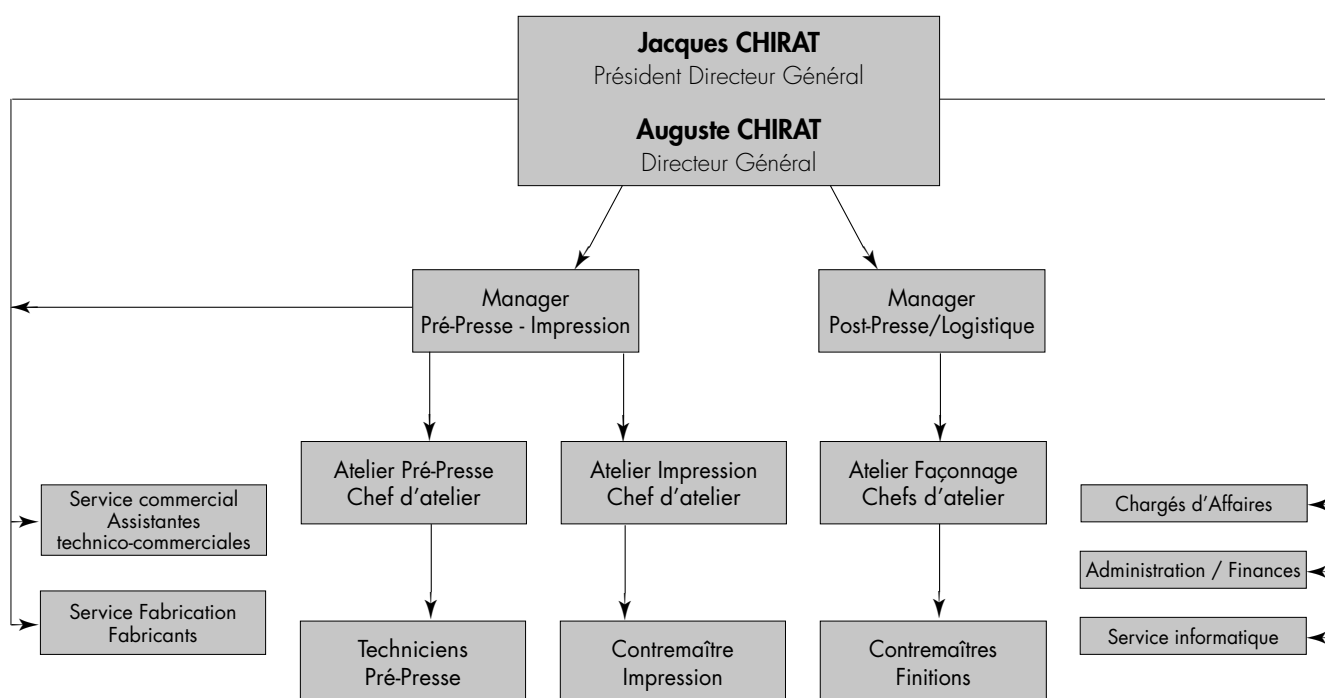 Jacques CHIRAT
Président Directeur Général
Auguste CHIRAT
Directeur Général
Manager
Pré-Presse - Impression
Manager
Post-Presse/Logistique
Atelier Pré-Presse
Chef d'atelier
Atelier Impression
Chef d'atelier
Atelier Façonnage
Chefs d'atelier
Service commercial
Assistantes
technico-commerciales
Chargés d'Affaires
Administration / Finances
Service Fabrication
Fabricants
Service informatique
Techniciens
Pré-Presse
Contremaître
Impression
Contremaîtres
Finitions